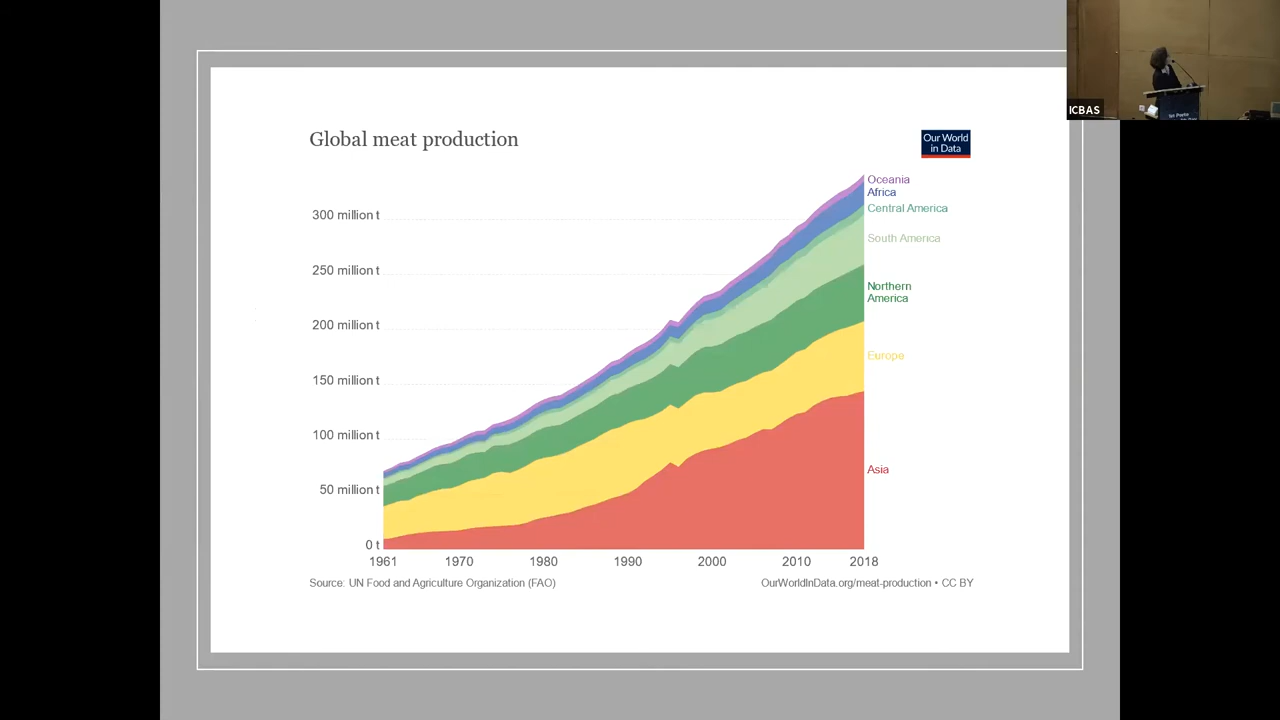 ICBAS
Global meat production
Our World
in Data
Oceania
Africa
Central America
South America
Northern
America
Europe
Asia
300 million t
250 million t
200 million t
150 million t
100 million t
50 million t
0 t
1961 1970 1980 1990 2000 2010 2018
Source: UN Food and Agriculture Organization (FAO)
OurWorldInData.org/meat-production • CC BY